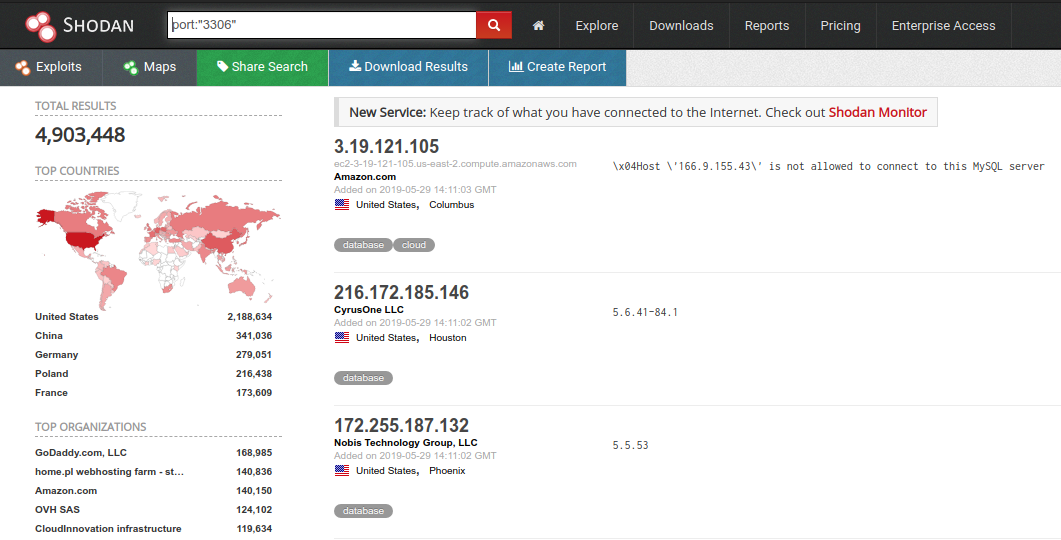 SHODAN
port:"3306"
Explore
Downloads
Reports
Pricing
Enterprise Access
Exploits
Maps
Share Search
Download Results
Create Report
TOTAL RESULTS
4,903,448
TOP COUNTRIES
United States 2,188,634
China 341,036
Germany 279,051
Poland 216,438
France 173,609
TOP ORGANIZATIONS
GoDaddy.com, LLC 168,985
home.pl webhosting farm - st... 140,836
Amazon.com 140,150
OVH SAS 124,102
CloudInnovation infrastructure 119,634
New Service: Keep track of what you have connected to the Internet. Check out Shodan Monitor
3.19.121.105
ec2-3-19-121-105.us-east-2.compute.amazonaws.com
Amazon.com
Added on 2019-05-29 14:11:03 GMT
United States, Columbus
database cloud
\x04Host \'166.9.155.43\' is not allowed to connect to this MySQL server
216.172.185.146
CyrusOne LLC
Added on 2019-05-29 14:11:02 GMT
United States, Houston
database
5.6.41-84.1
172.255.187.132
Nobis Technology Group, LLC
Added on 2019-05-29 14:11:02 GMT
United States, Phoenix
database
5.5.53